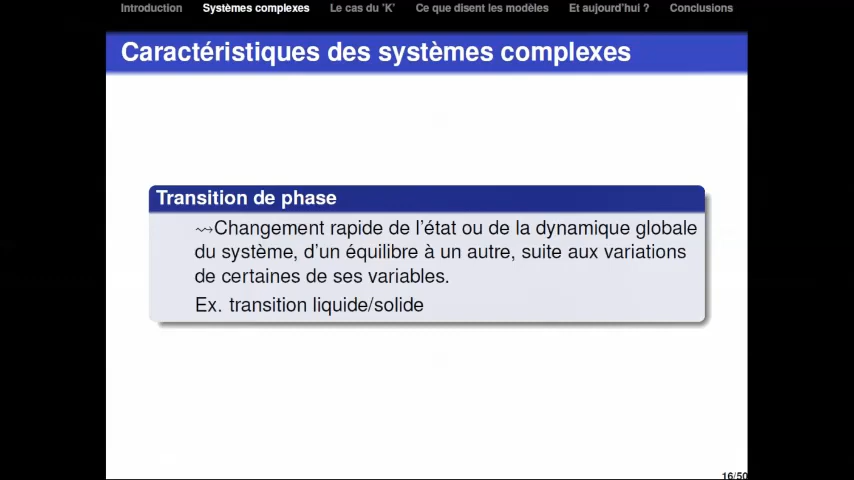 Introduction Systèmes complexes Le cas du 'K' Ce que disent les modèles Et aujourd'hui ? Conclusions
Caractéristiques des systèmes complexes
Transition de phase
⇝Changement rapide de l'état ou de la dynamique globale
du système, d'un équilibre à un autre, suite aux variations
de certaines de ses variables.
Ex. transition liquide/solide
16/50